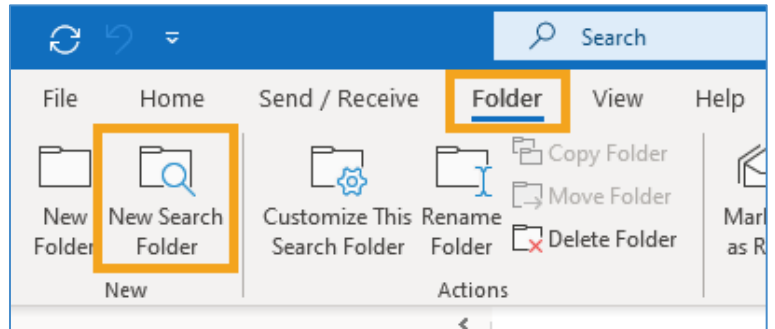 Search
File Home Send / Receive Folder View Help
New Folder
New Search Folder
Customize This Search Folder
Rename Folder
Copy Folder
Move Folder
Delete Folder
as R
New
Actions